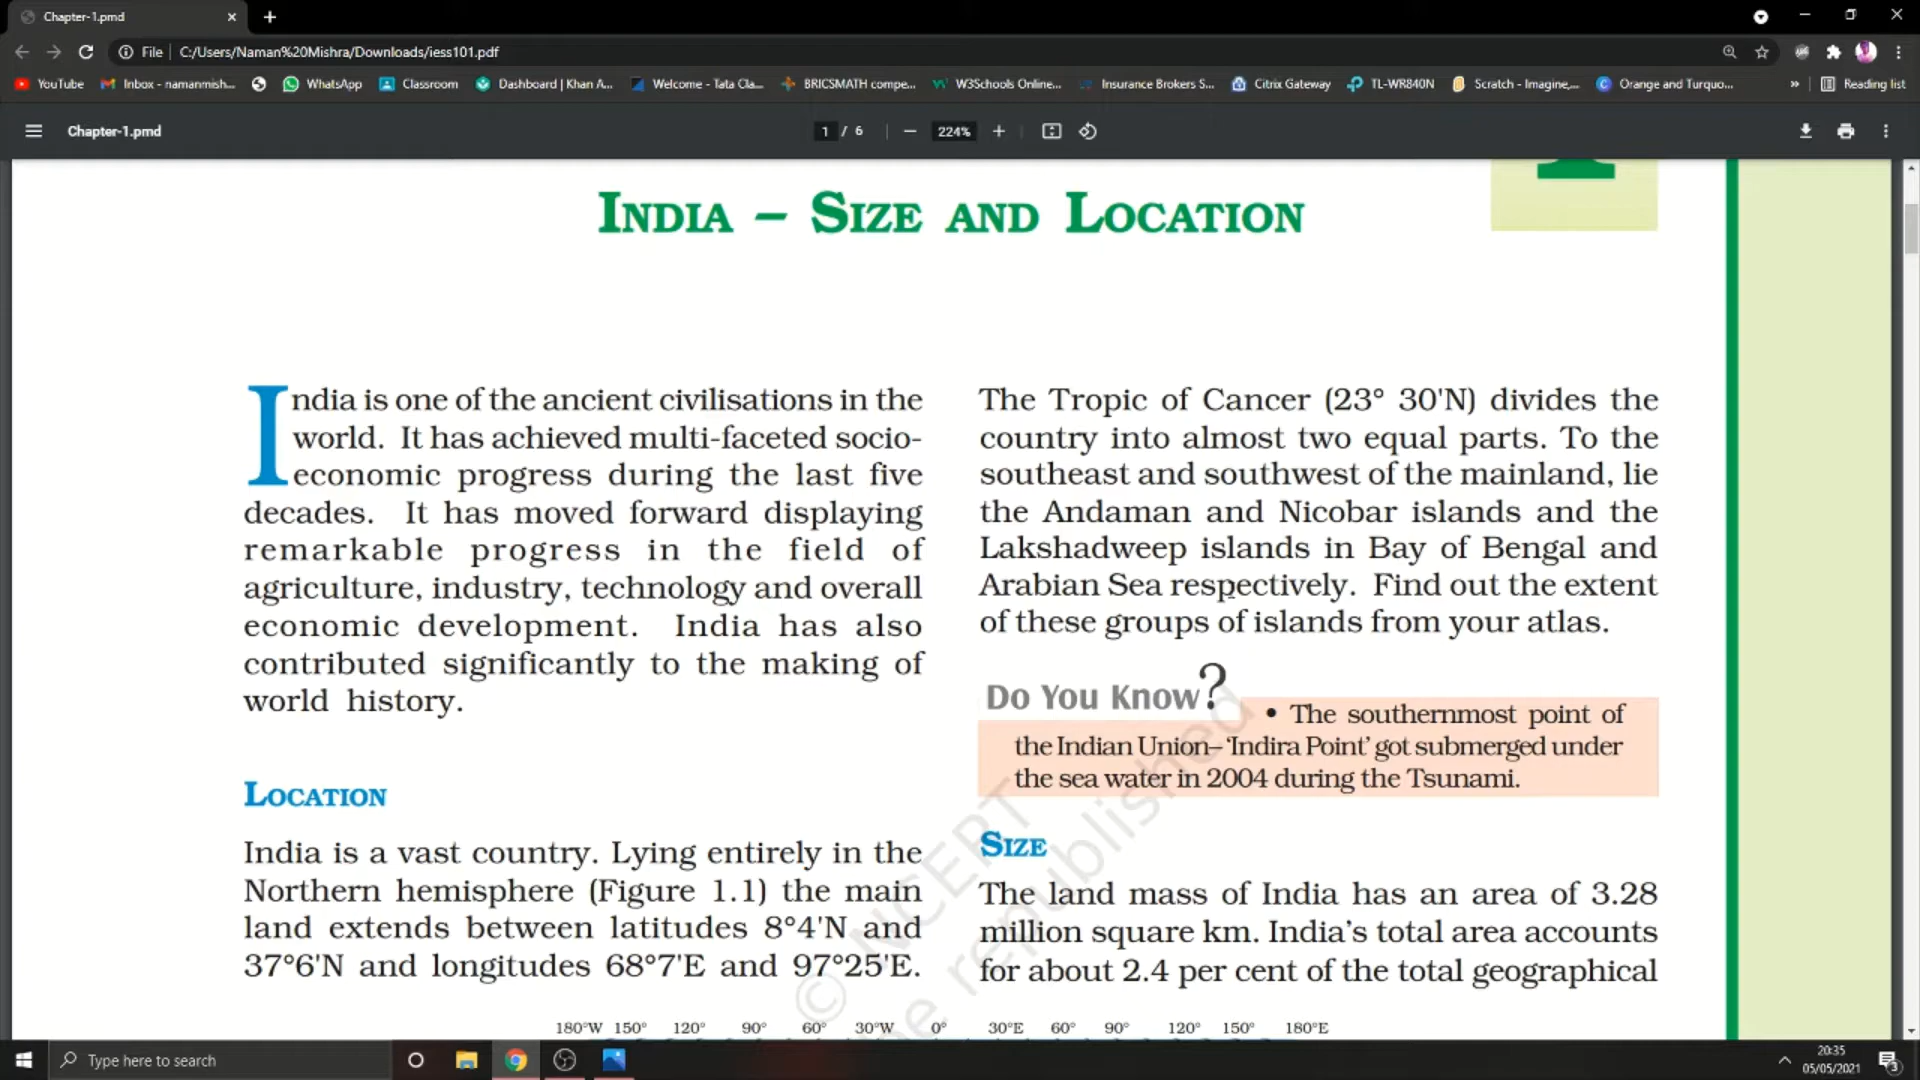 Chapter-1.pmd
File
C:/Users/Naman%20Mishra/Downloads/iess101.pdf
YouTube
Inbox - namanmish...
WhatsApp
Classroom
Dashboard | Khan A...
Welcome - Tata Cla...
BRICSMATH compe...
W3Schools Online...
Insurance Brokers S...
Citrix Gateway
TL-WR840N
Scratch - Imagine,...
Orange and Turquo...
»
Reading list
Chapter-1.pmd
1 / 6
224%
INDIA – SIZE AND LOCATION
India is one of the ancient civilisations in the
world. It has achieved multi-faceted socio-
economic progress during the last five
decades. It has moved forward displaying
remarkable progress in the field of
agriculture, industry, technology and overall
economic development. India has also
contributed significantly to the making of
world history.
LOCATION
India is a vast country. Lying entirely in the
Northern hemisphere (Figure 1.1) the main
land extends between latitudes 8°4'N and
37°6'N and longitudes 68°7'E and 97°25'E.
The Tropic of Cancer (23° 30'N) divides the
country into almost two equal parts. To the
southeast and southwest of the mainland, lie
the Andaman and Nicobar islands and the
Lakshadweep islands in Bay of Bengal and
Arabian Sea respectively. Find out the extent
of these groups of islands from your atlas.
Do You Know?
• The southernmost point of
the Indian Union– ‘Indira Point’ got submerged under
the sea water in 2004 during the Tsunami.
SIZE
The land mass of India has an area of 3.28
million square km. India’s total area accounts
for about 2.4 per cent of the total geographical
© NCERT
be republished
180°W 150° 120° 90° 60° 30°W 0° 30°E 60° 90° 120° 150° 180°E
Type here to search
20:35
05/05/2021
3